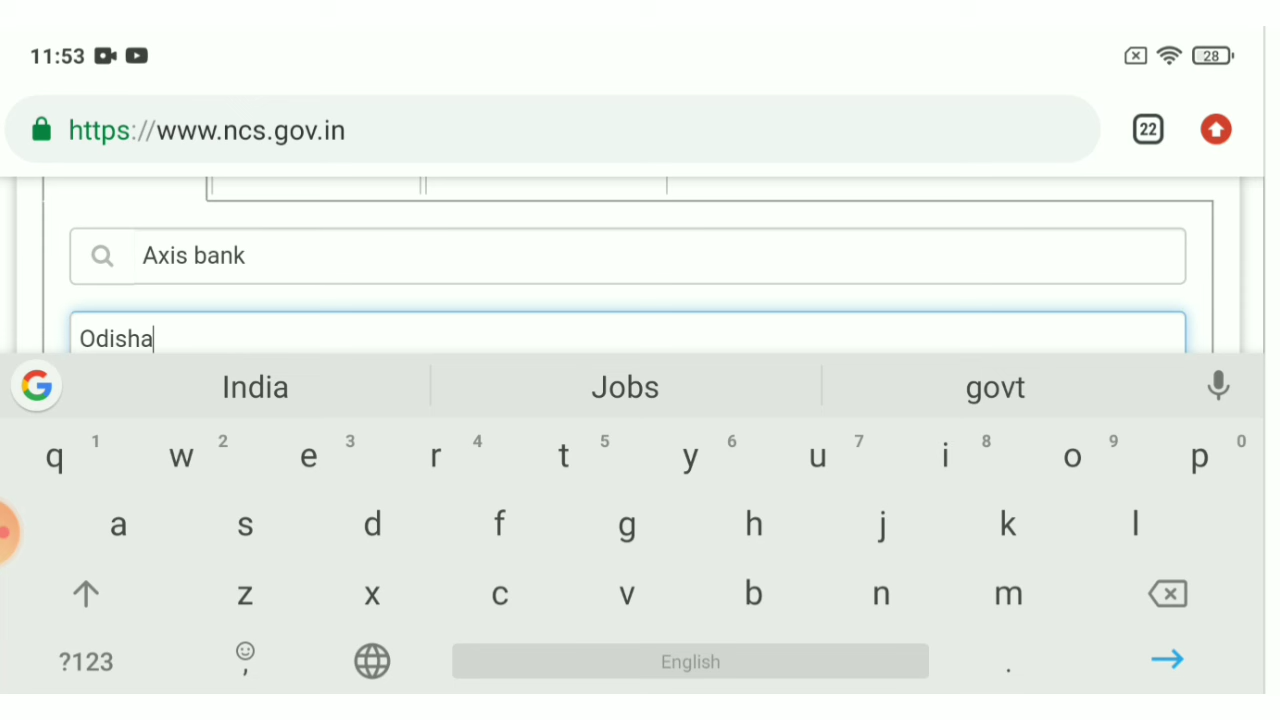 11:53
28
https://www.ncs.gov.in
22
Axis bank
Odisha
India Jobs govt
q 1 w 2 e 3 r 4 t 5 y 6 u 7 i 8 o 9 p 0
a s d f g h j k l
z x c v b n m
?123 , English .